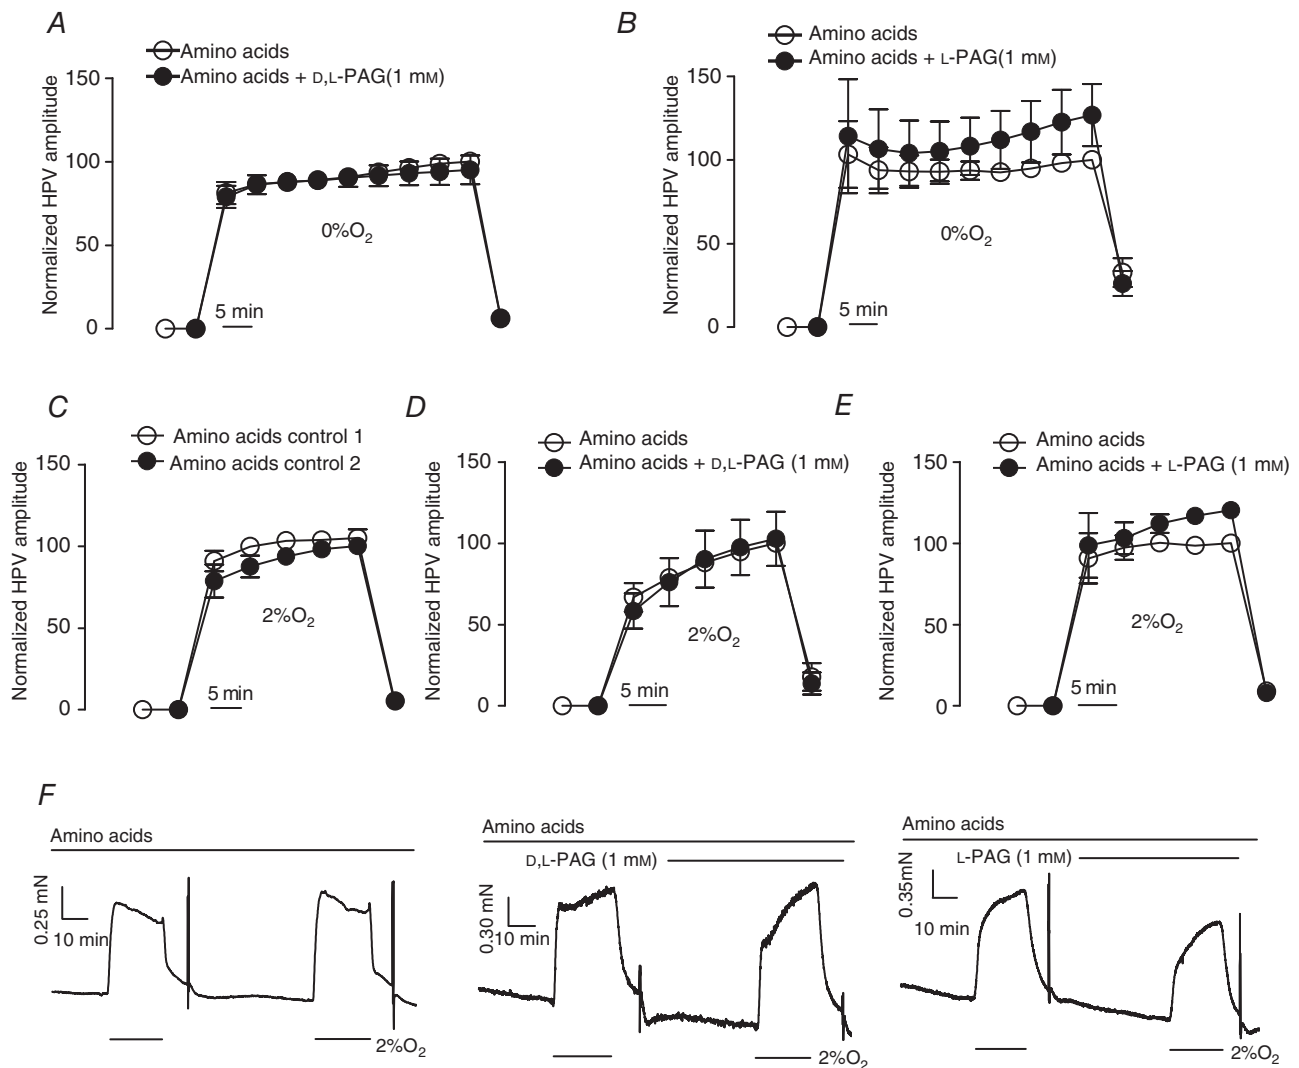 A
Amino acids
Amino acids + D,L-PAG(1 mM)
Normalized HPV amplitude
150
100
50
0
0%O2
5 min
B
Amino acids
Amino acids + L-PAG(1 mM)
Normalized HPV amplitude
150
100
50
0
0%O2
5 min
C
Amino acids control 1
Amino acids control 2
Normalized HPV amplitude
150
100
50
0
2%O2
5 min
D
Amino acids
Amino acids + D,L-PAG (1 mM)
Normalized HPV amplitude
150
100
50
0
2%O2
5 min
E
Amino acids
Amino acids + L-PAG (1 mM)
Normalized HPV amplitude
150
100
50
0
2%O2
5 min
F
Amino acids
0.25 mN
10 min
2%O2
Amino acids
D,L-PAG (1 mM)
0.30 mN
10 min
2%O2
Amino acids
L-PAG (1 mM)
0.35mN
10 min
2%O2